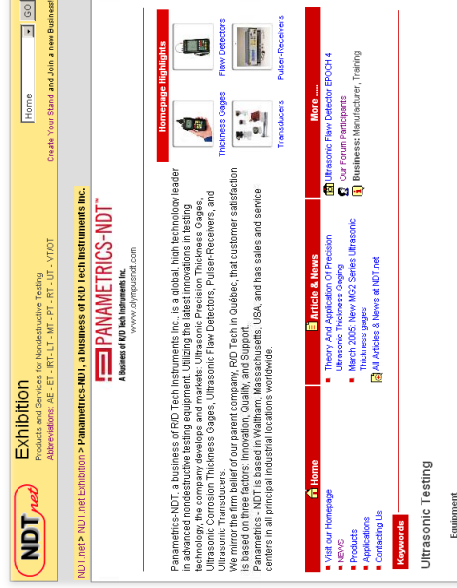 NDT net
Exhibition
Products and Services for Nondestructive Testing
Abbreviations: AE - ET - IRT- LT - MT - PT - RT - UT - VT/OT
Home
GO
Create Your Stand and Join a new Business!
NDT.net > NDT.net Exhibition > Panametrics-NDT, a business of R/D Tech Instruments Inc.
PANAMETRICS-NDT™
A Business of R/D Tech Instruments Inc.
www.olympusndt.com
Panametrics-NDT, a business of R/D Tech Instruments Inc., is a global, high technology leader
in advanced nondestructive testing equipment. Utilizing the latest innovations in testing
technology, the company develops and markets: Ultrasonic Precision Thickness Gages,
Ultrasonic Corrosion Thickness Gages, Ultrasonic Flaw Detectors, Pulser-Receivers, and
Ultrasonic Transducers.
We mirror the firm belief of our parent company, R/D Tech in Québec, that customer satisfaction
is based on three factors: Innovation, Quality, and Support.
Panametrics - NDT is based in Waltham, Massachusetts, USA, and has sales and service
centers in all principal industrial locations worldwide.
Homepage Highlights
Thickness Gages
Flaw Detectors
Transducers
Pulser-Receivers
Home
Visit our Homepage
NEWS
Products
Applications
Contacting Us
Article & News
Theory And Application Of Precision
Ultrasonic Thickness Gaging
March 2005: New MG2 Series Ultrasonic
Thickness gages
All Articles & News at NDT.net
More .....
Ultrasonic Flaw Detector EPOCH 4
Our Forum Participants
Business: Manufacturer, Training
Keywords
Ultrasonic Testing
Equipment